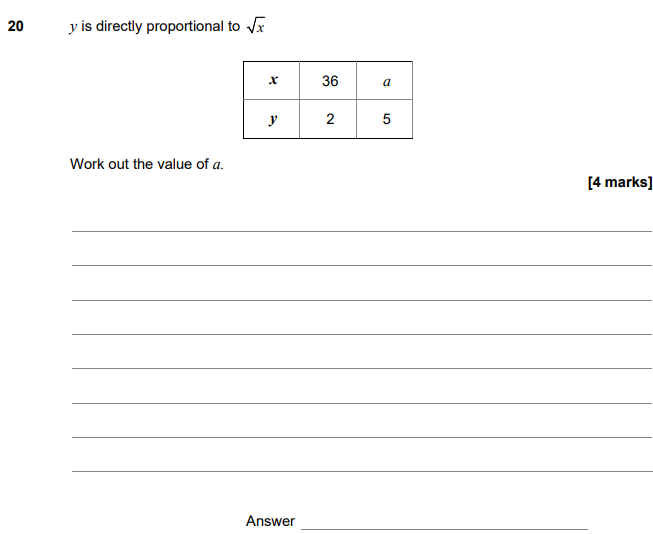 20 y is directly proportional to √x
x 36 a
y 2 5
Work out the value of a.
[4 marks]
Answer